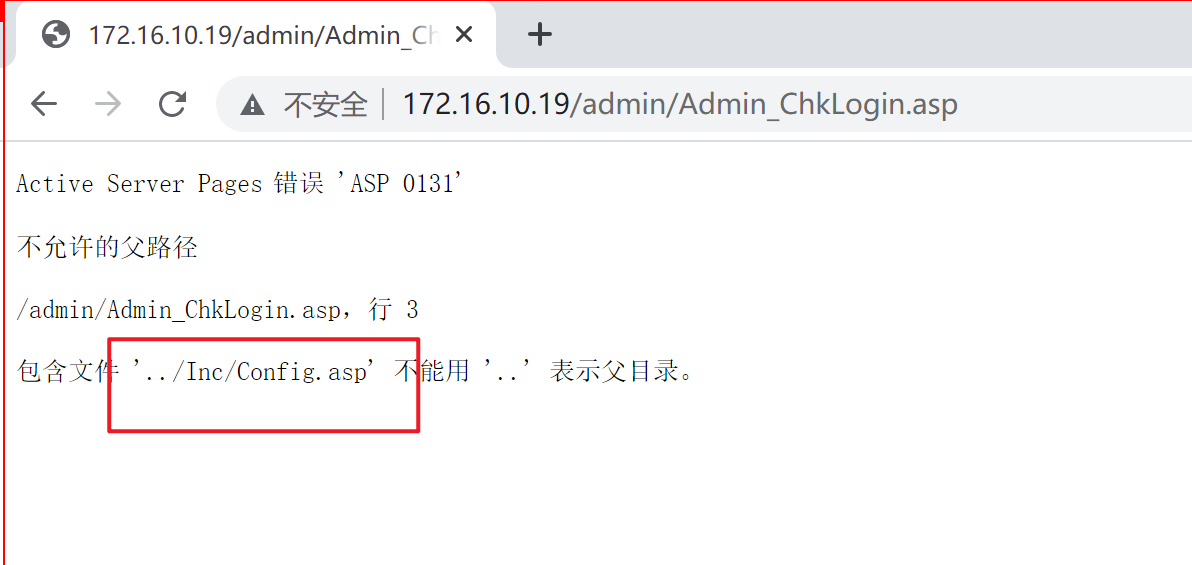 172.16.10.19/admin/Admin_Ch
不安全 172.16.10.19/admin/Admin_ChkLogin.asp
Active Server Pages 错误 'ASP 0131'
不允许的父路径
/admin/Admin_ChkLogin.asp，行 3
包含文件 '../Inc/Config.asp' 不能用 '..' 表示父目录。